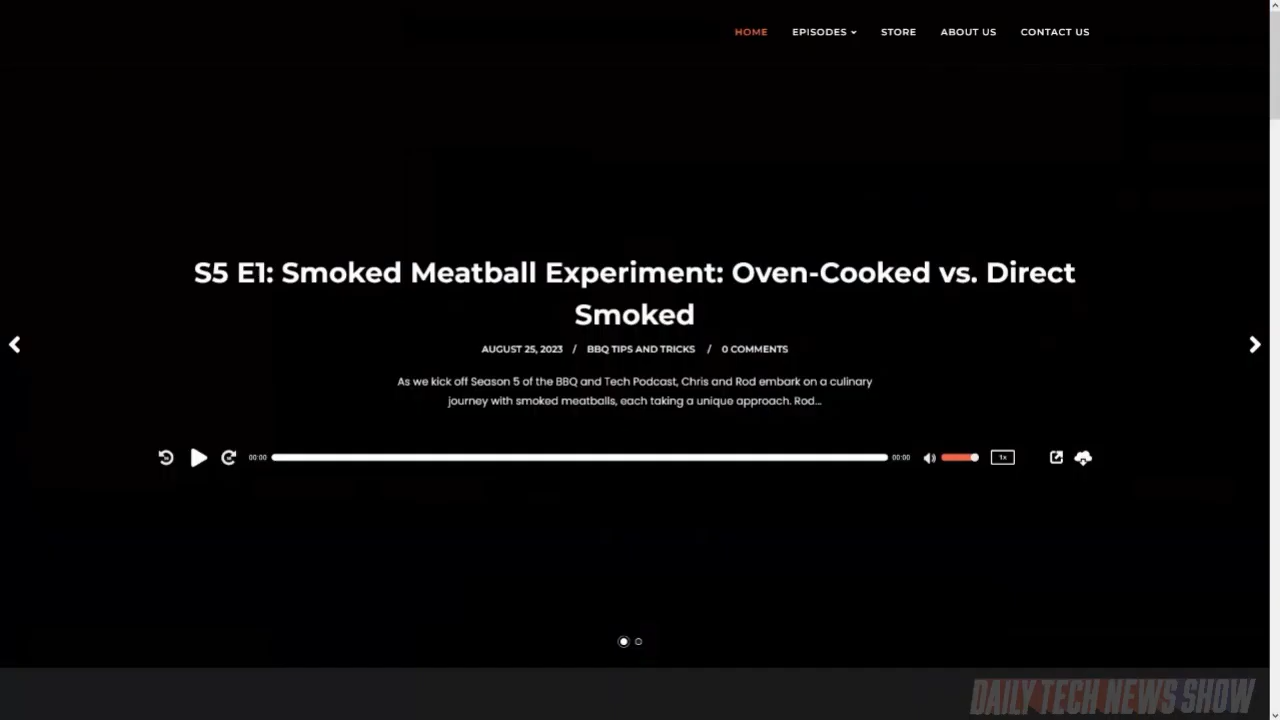 HOME EPISODES STORE ABOUT US CONTACT US
S5 E1: Smoked Meatball Experiment: Oven-Cooked vs. Direct
Smoked
AUGUST 25, 2023 / BBQ TIPS AND TRICKS / 0 COMMENTS
As we kick off Season 5 of the BBQ and Tech Podcast, Chris and Rod embark on a culinary
journey with smoked meatballs, each taking a unique approach. Rod...
00:00 00:00 1x
DAILY TECH NEWS SHOW